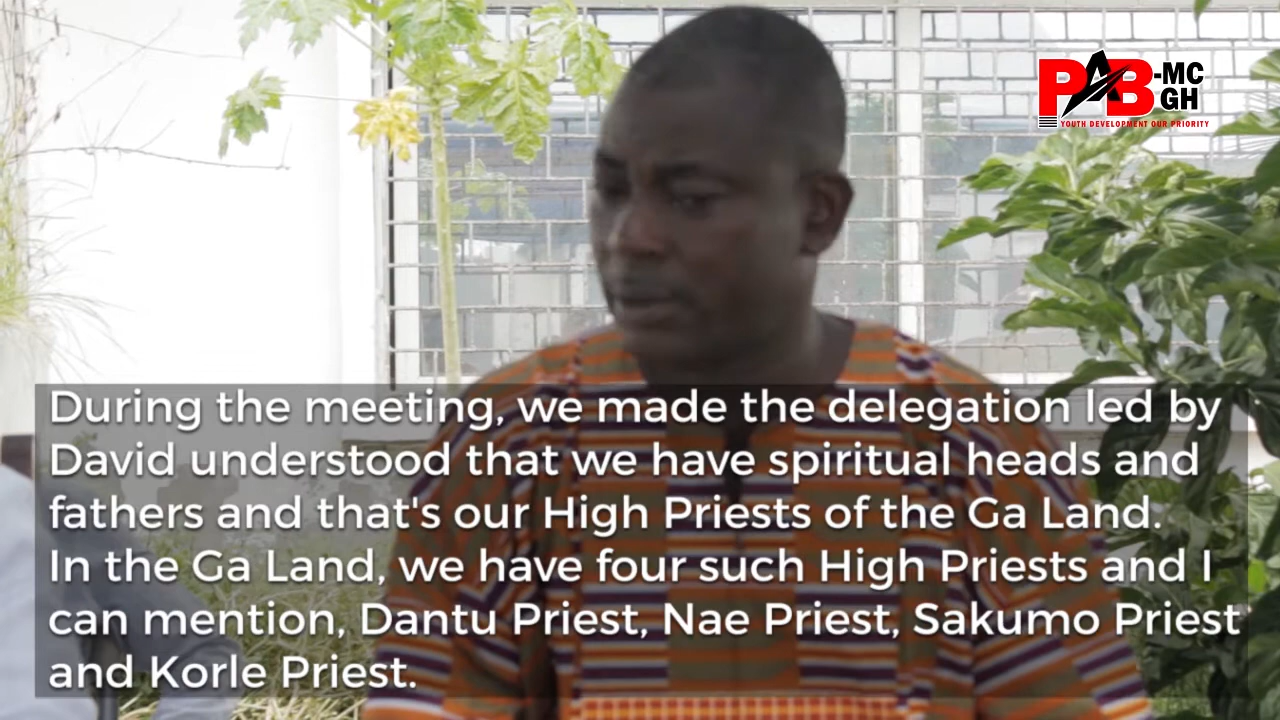 PAB-MC
GH
YOUTH DEVELOPMENT OUR PRIORITY
During the meeting, we made the delegation led by
David understood that we have spiritual heads and
fathers and that's our High Priests of the Ga Land.
In the Ga Land, we have four such High Priests and I
can mention, Dantu Priest, Nae Priest, Sakumo Priest
and Korle Priest.